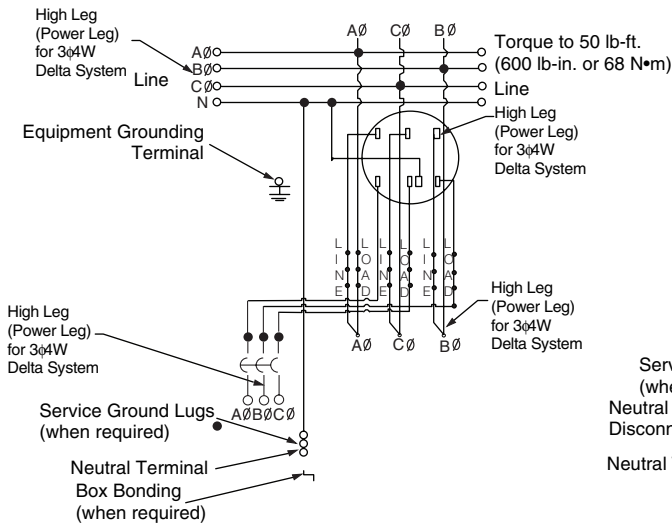 High Leg
(Power Leg)
for 3ϕ4W
Delta System
Line
AØ
BØ
CØ
N
AØ
CØ
BØ
Torque to 50 lb-ft.
(600 lb-in. or 68 N•m)
Line
High Leg
(Power Leg)
for 3ϕ4W
Delta System
Equipment Grounding
Terminal
LINE
LOAD
LINE
LOAD
LINE
LOAD
High Leg
(Power Leg)
for 3ϕ4W
Delta System
AØ
CØ
BØ
High Leg
(Power Leg)
for 3ϕ4W
Delta System
AØ BØ CØ
Service Ground Lugs
(when required)
Neutral Terminal
Box Bonding
(when required)
Serv
(whe
Neutral
Disconn
Neutral